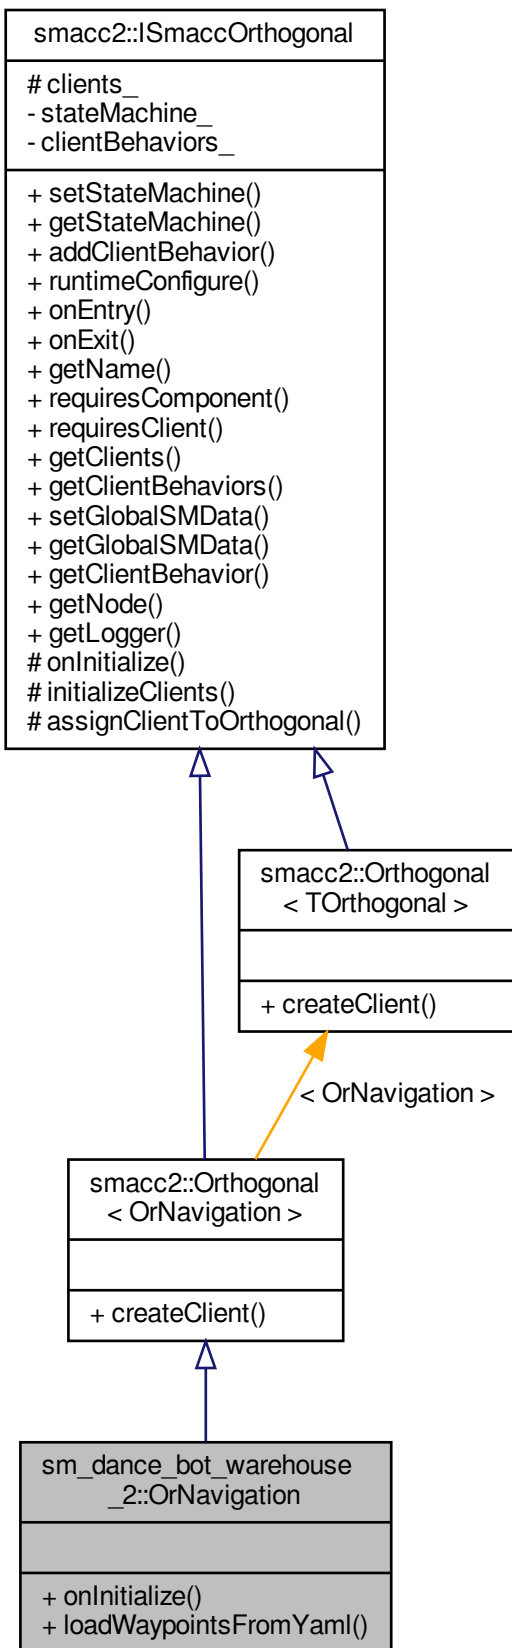 smacc2::ISmaccOrthogonal
# clients_
- stateMachine_
- clientBehaviors_
+ setStateMachine()
+ getStateMachine()
+ addClientBehavior()
+ runtimeConfigure()
+ onEntry()
+ onExit()
+ getName()
+ requiresComponent()
+ requiresClient()
+ getClients()
+ getClientBehaviors()
+ setGlobalSMData()
+ getGlobalSMData()
+ getClientBehavior()
+ getNode()
+ getLogger()
# onInitialize()
# initializeClients()
# assignClientToOrthogonal()
smacc2::Orthogonal
< TOrthogonal >
+ createClient()
< OrNavigation >
smacc2::Orthogonal
< OrNavigation >
+ createClient()
sm_dance_bot_warehouse
_2::OrNavigation
+ onInitialize()
+ loadWaypointsFromYaml()